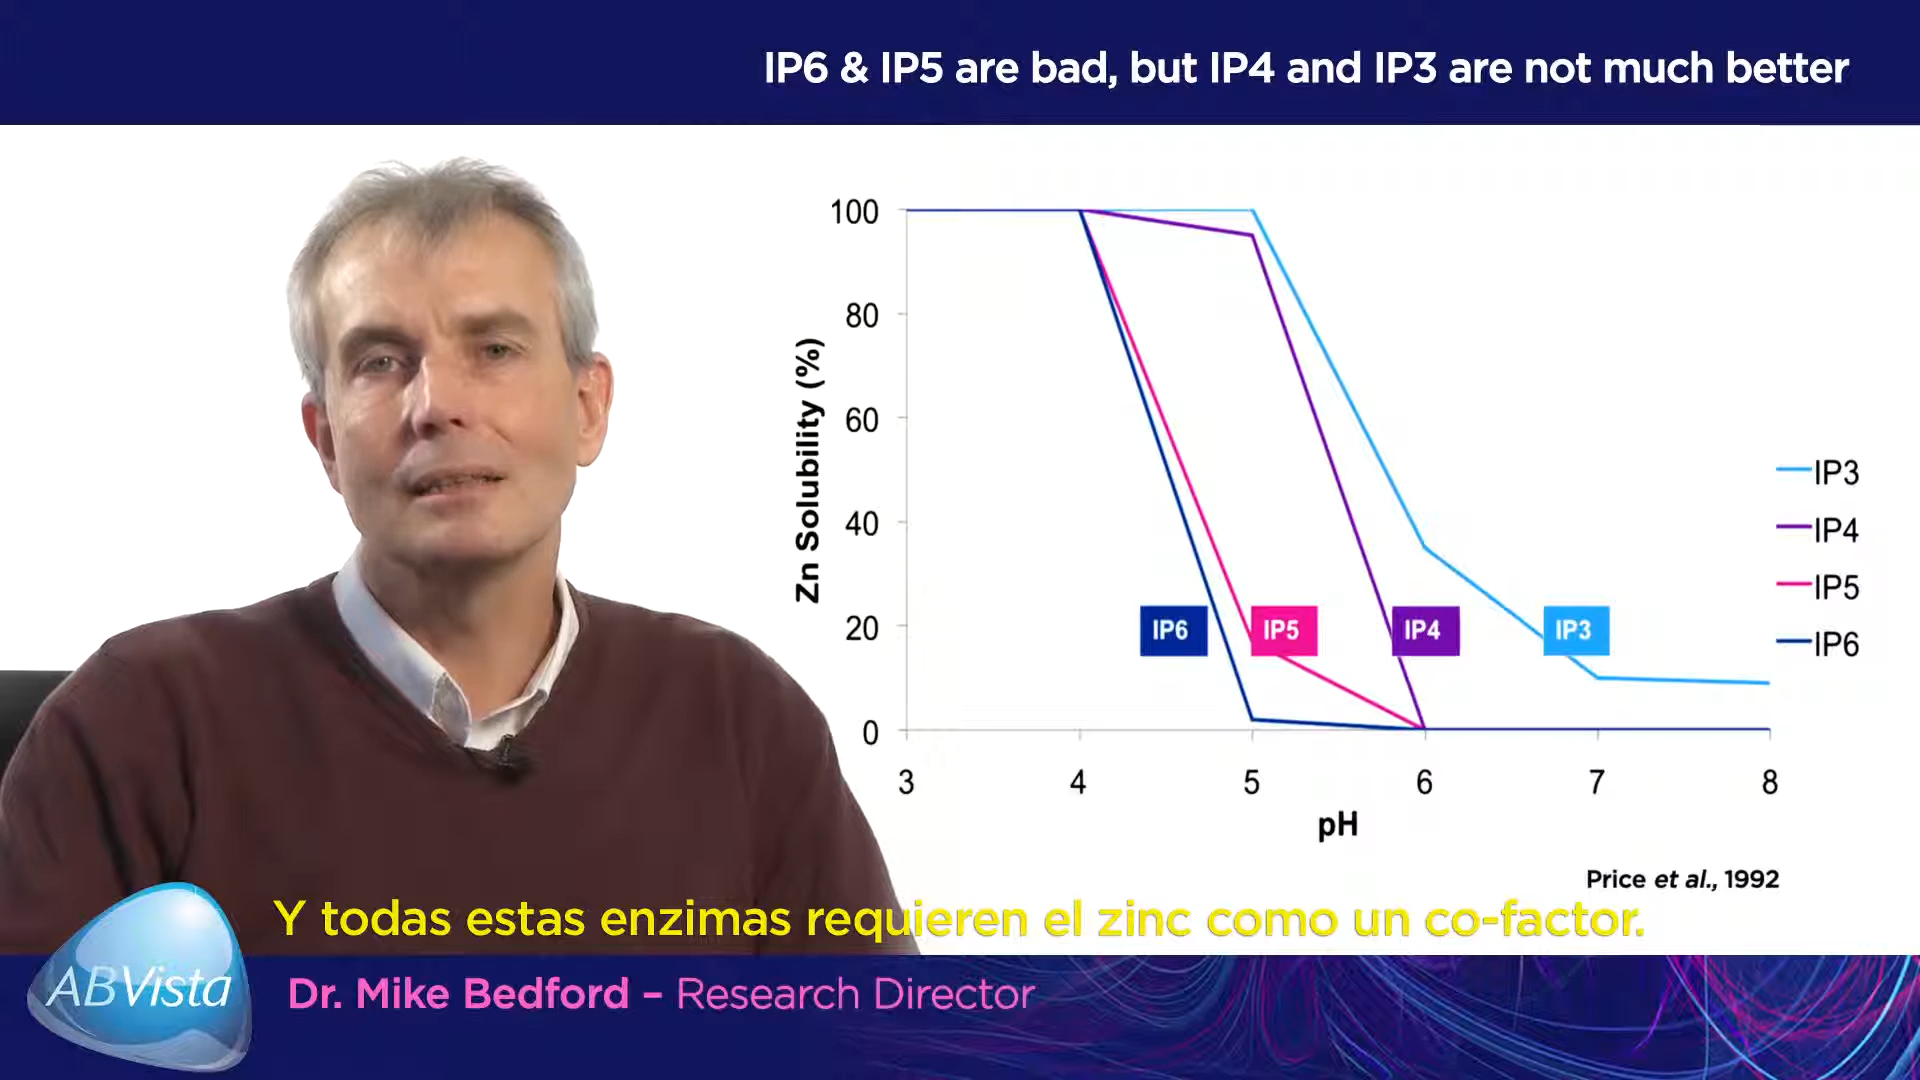 IP6 & IP5 are bad, but IP4 and IP3 are not much better
100
80
60
40
20
0
Zn Solubility (%)
IP6
IP5
IP4
IP3
IP3
IP4
IP5
IP6
3 4 5 6 7 8
pH
Price et al., 1992
Y todas estas enzimas requieren el zinc como un co-factor.
ABVista
Dr. Mike Bedford – Research Director